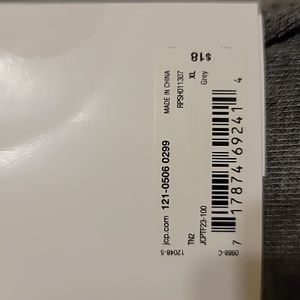 $18
XL
Grey
MADE IN CHINA
RPSH011307
jcp.com 121-0506 0299
TN2
JCPTF23-100
7 17874 69241 4
12048-5
0988-C